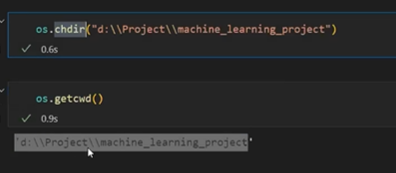 os.chdir("d:\\Project\\machine_learning_project")
✓ 0.6s
os.getcwd()
✓ 0.9s
'd:\\Project\\machine_learning_project'